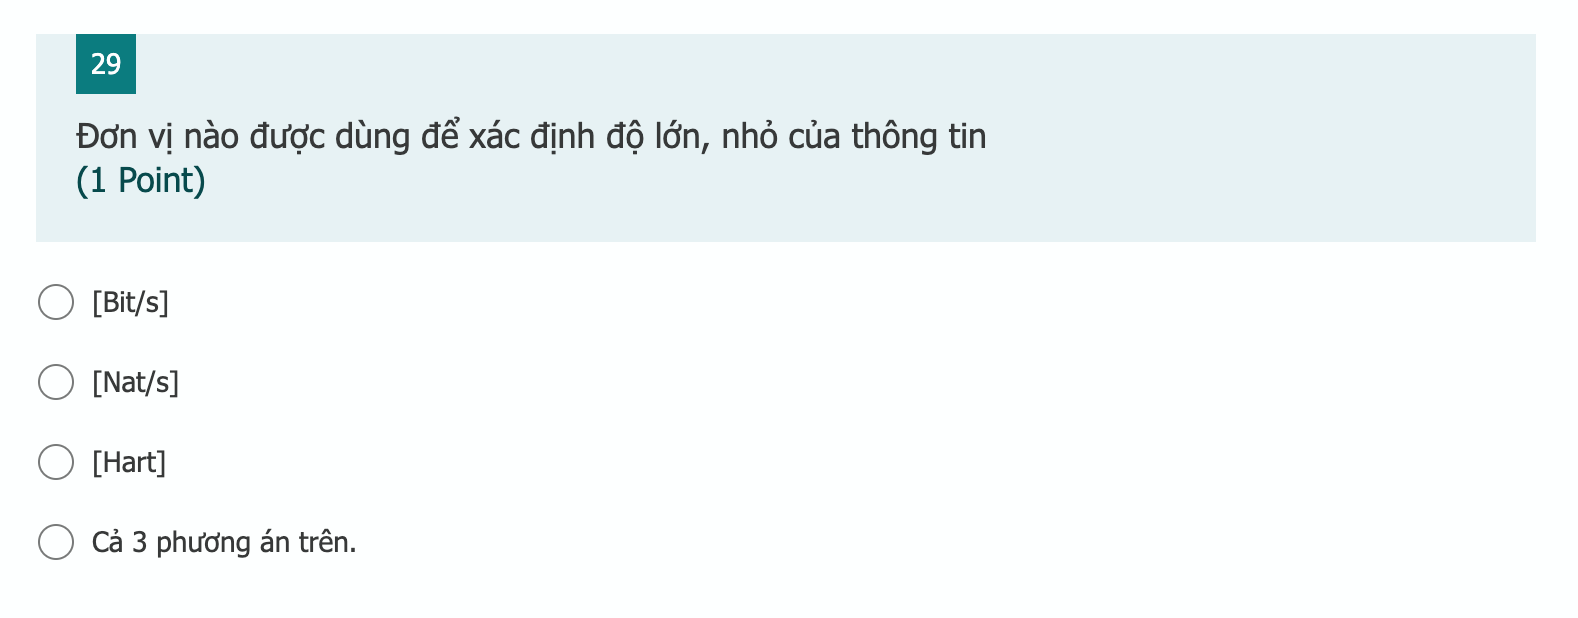 29
Đơn vị nào được dùng để xác định độ lớn, nhỏ của thông tin
(1 Point)
[Bit/s]
[Nat/s]
[Hart]
Cả 3 phương án trên.